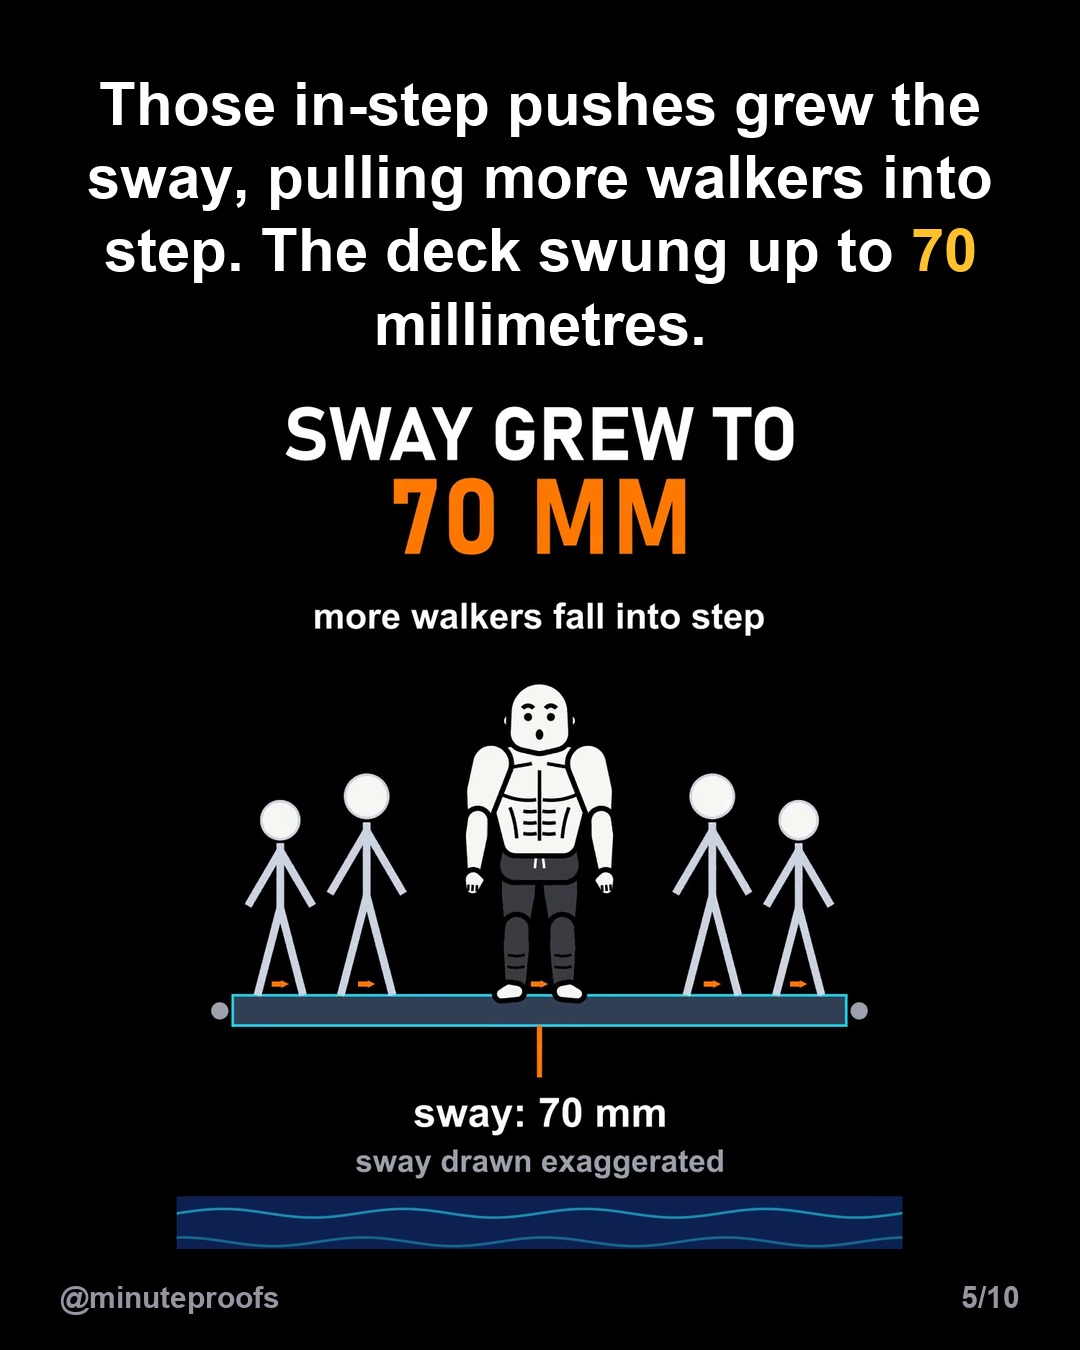 Those in-step pushes grew the
sway, pulling more walkers into
step. The deck swung up to 70
millimetres.
SWAY GREW TO
70 MM
more walkers fall into step
sway: 70 mm
sway drawn exaggerated
@minuteproofs
5/10